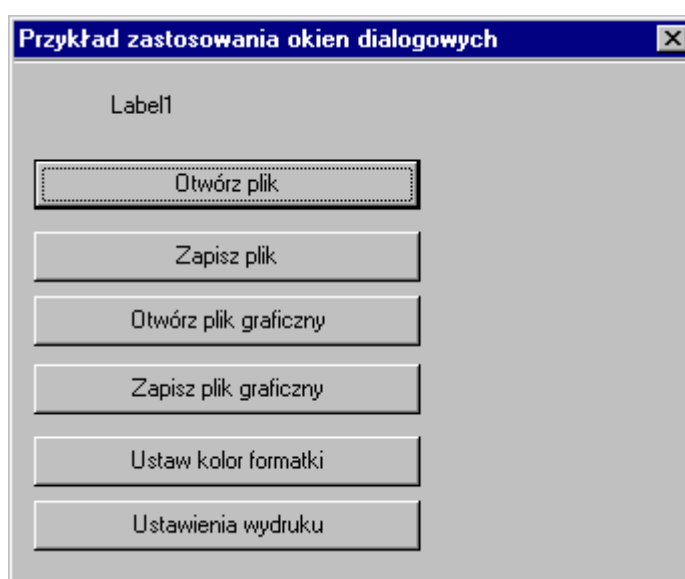 Przykład zastosowania okien dialogowych
Label1
Otwórz plik
Zapisz plik
Otwórz plik graficzny
Zapisz plik graficzny
Ustaw kolor formatki
Ustawienia wydruku